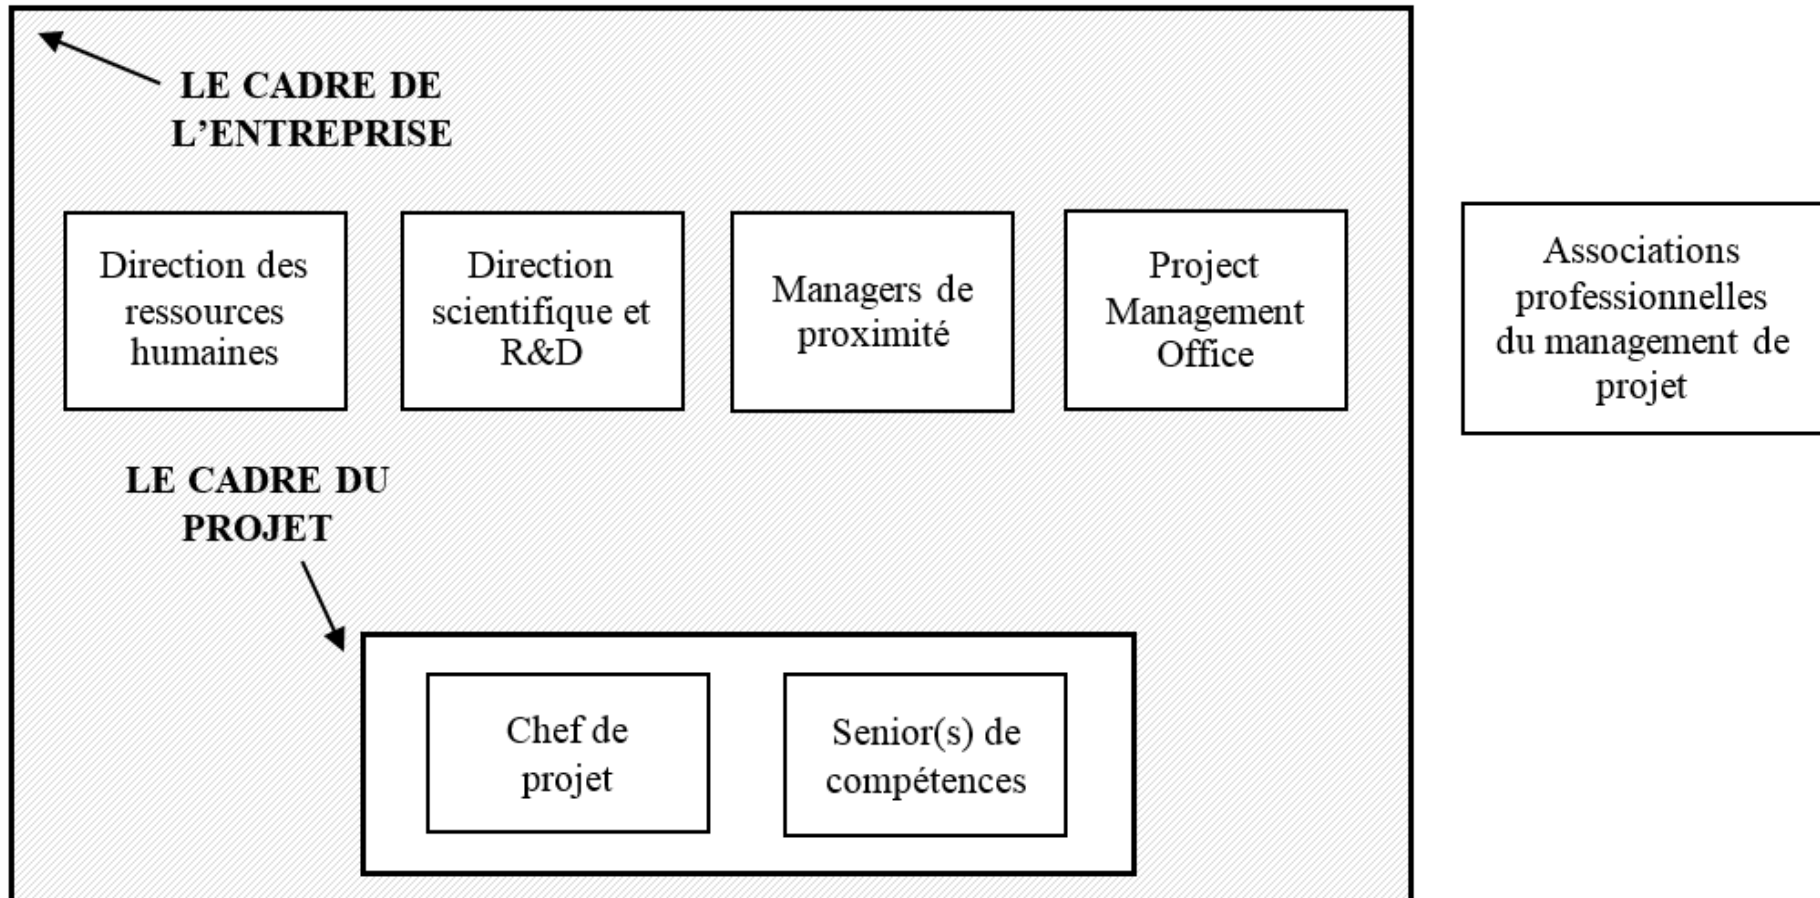 LE CADRE DE
L’ENTREPRISE
Direction des
ressources
humaines
Direction
scientifique et
R&D
Managers de
proximité
Project
Management
Office
Associations
professionnelles
du management de
projet
LE CADRE DU
PROJET
Chef de
projet
Senior(s) de
compétences